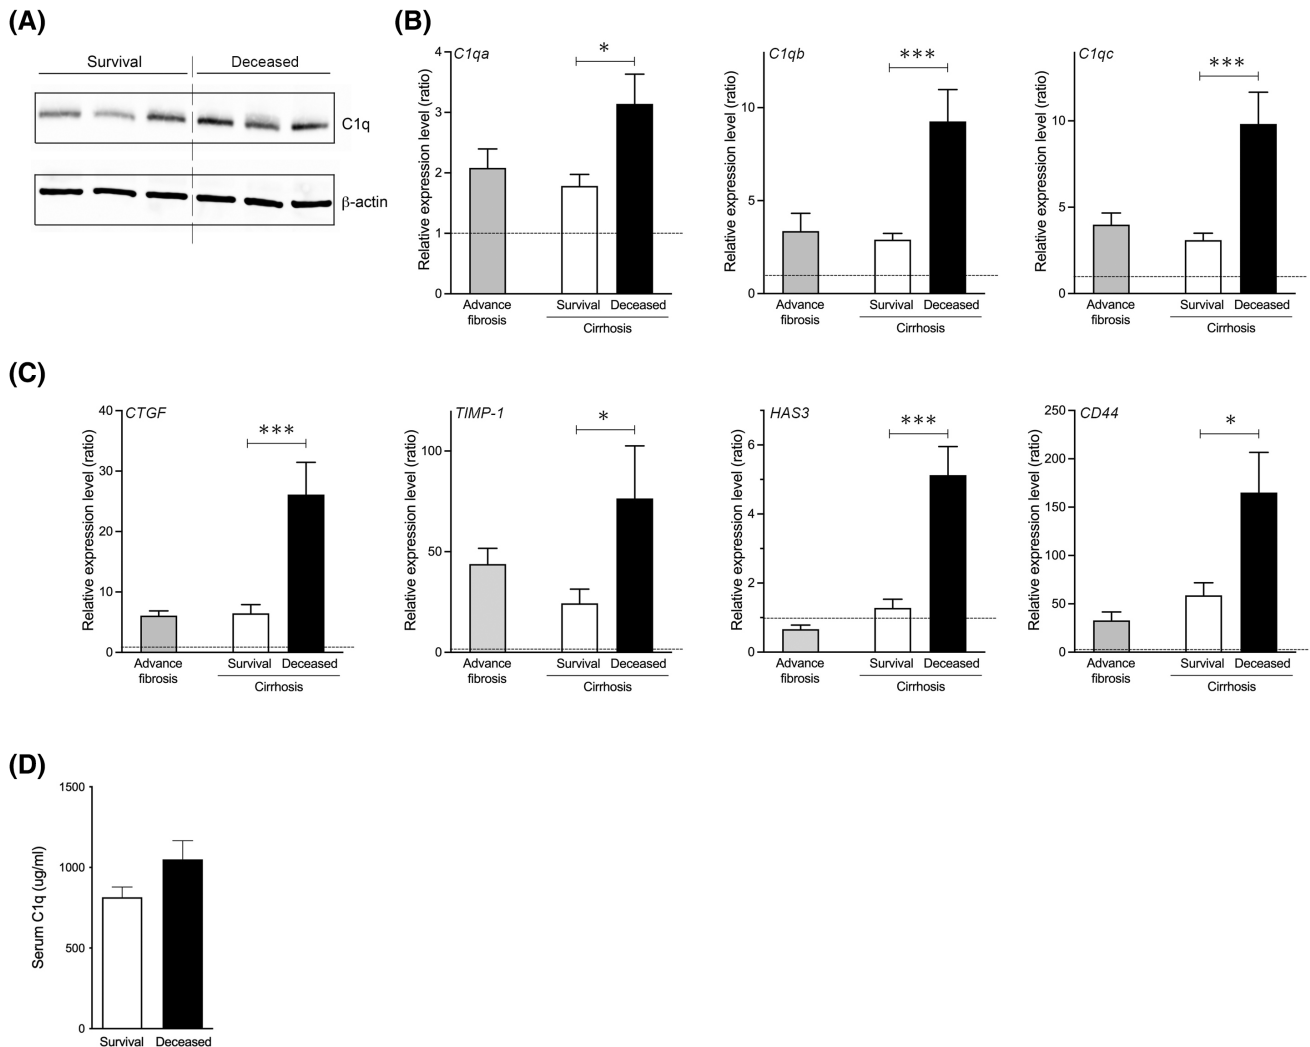 (A)
Survival
Deceased
C1q
β-actin
(B)
C1qa
*
Relative expression level (ratio)
4
3
2
1
0
Advance
fibrosis
Survival
Deceased
Cirrhosis
C1qb
***
Relative expression level (ratio)
10
5
0
Advance
fibrosis
Survival
Deceased
Cirrhosis
C1qc
***
Relative expression level (ratio)
10
5
0
Advance
fibrosis
Survival
Deceased
Cirrhosis
(C)
CTGF
***
Relative expression level (ratio)
40
30
20
10
0
Advance
fibrosis
Survival
Deceased
Cirrhosis
TIMP-1
*
Relative expression level (ratio)
100
50
0
Advance
fibrosis
Survival
Deceased
Cirrhosis
HAS3
***
Relative expression level (ratio)
6
4
2
0
Advance
fibrosis
Survival
Deceased
Cirrhosis
CD44
*
Relative expression level (ratio)
250
200
150
100
50
0
Advance
fibrosis
Survival
Deceased
Cirrhosis
(D)
Serum C1q (ug/ml)
1500
1000
500
0
Survival
Deceased